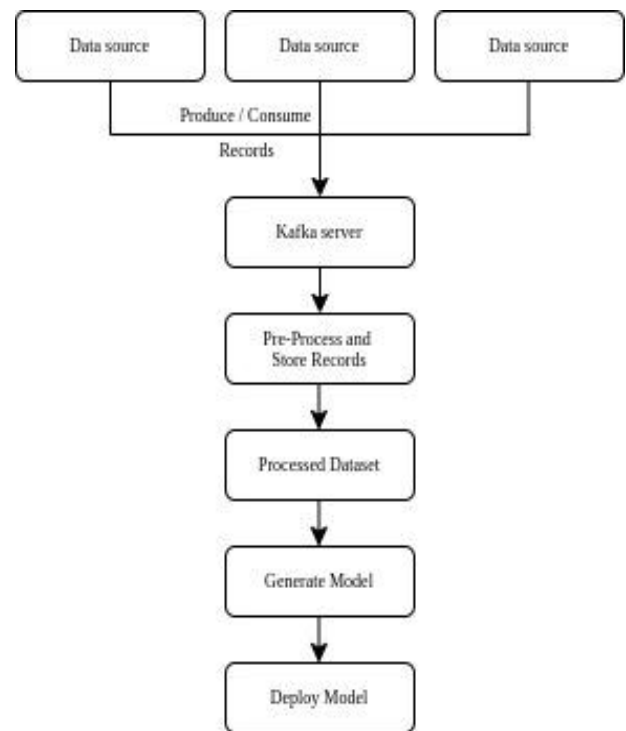 Data source
Data source
Data source
Produce / Consume
Records
Kafka server
Pre-Process and
Store Records
Processed Dataset
Generate Model
Deploy Model